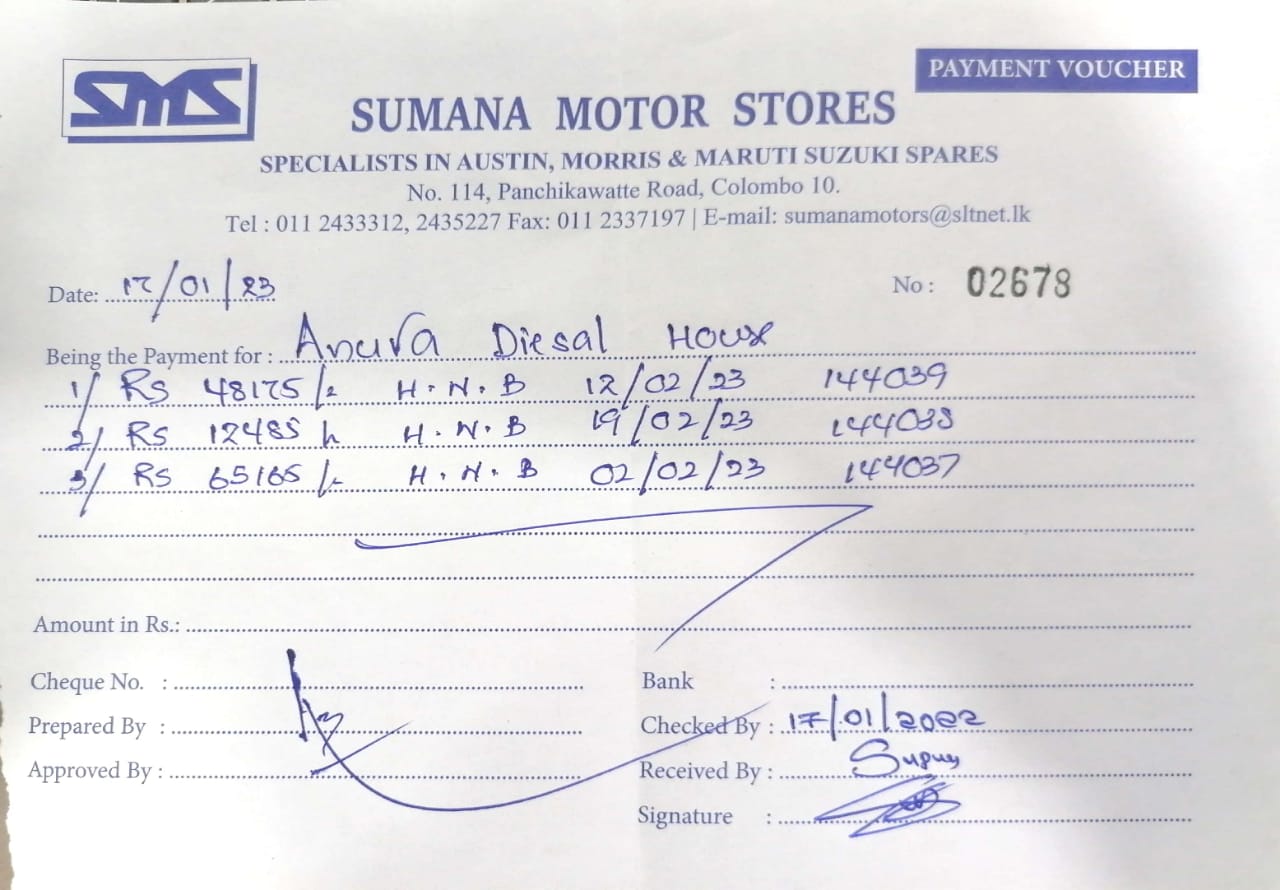 SMS
PAYMENT VOUCHER
SUMANA MOTOR STORES
SPECIALISTS IN AUSTIN, MORRIS & MARUTI SUZUKI SPARES
No. 114, Panchikawatte Road, Colombo 10.
Tel : 011 2433312, 2435227 Fax: 011 2337197 | E-mail: sumanamotors@sltnet.lk
Date: 17/01/23
No : 02678
Being the Payment for : Anura Diesal House
1/ Rs 48175/- H.N.B 12/02/23 144039
2/ Rs 12485/- H.N.B 19/02/23 144038
3/ Rs 65165/- H.N.B 02/02/23 144037
Amount in Rs.:
Cheque No. :
Bank :
Prepared By :
Checked By : 17/01/2022
Approved By :
Received By :
Signature :